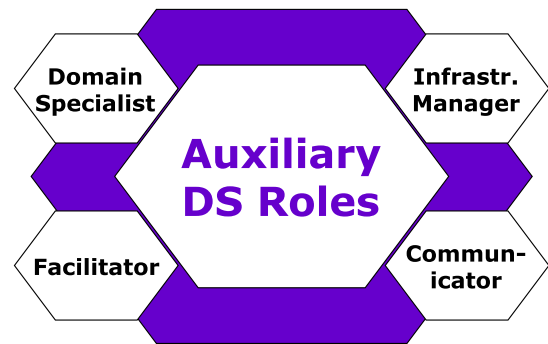 Domain
Specialist
Infrastr.
Manager
Auxiliary
DS Roles
Facilitator
Commun-
icator